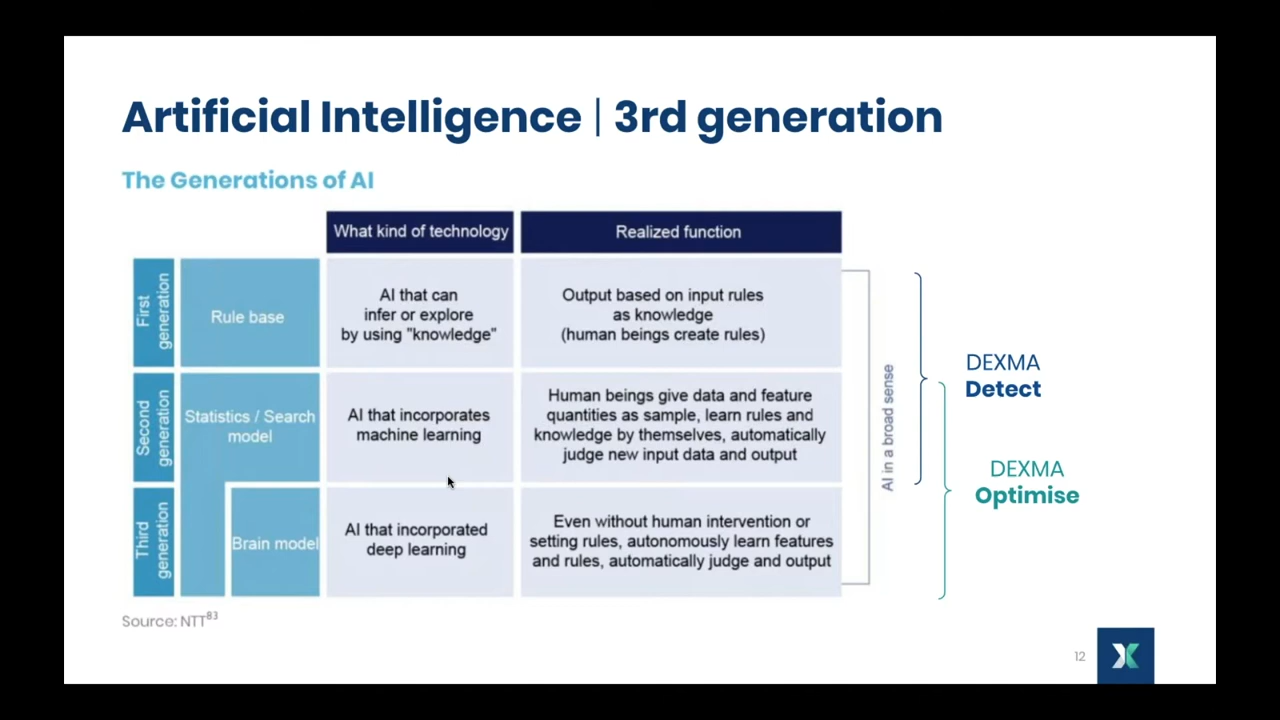 Artificial Intelligence | 3rd generation
The Generations of AI
What kind of technology
Realized function
First
generation
Rule base
AI that can
infer or explore
by using "knowledge"
Output based on input rules
as knowledge
(human beings create rules)
Second
generation
Statistics / Search
model
AI that incorporates
machine learning
Human beings give data and feature
quantities as sample, learn rules and
knowledge by themselves, automatically
judge new input data and output
Third
generation
Brain model
AI that incorporated
deep learning
Even without human intervention or
setting rules, autonomously learn features
and rules, automatically judge and output
AI in a broad sense
DEXMA
Detect
DEXMA
Optimise
Source: NTT83
12